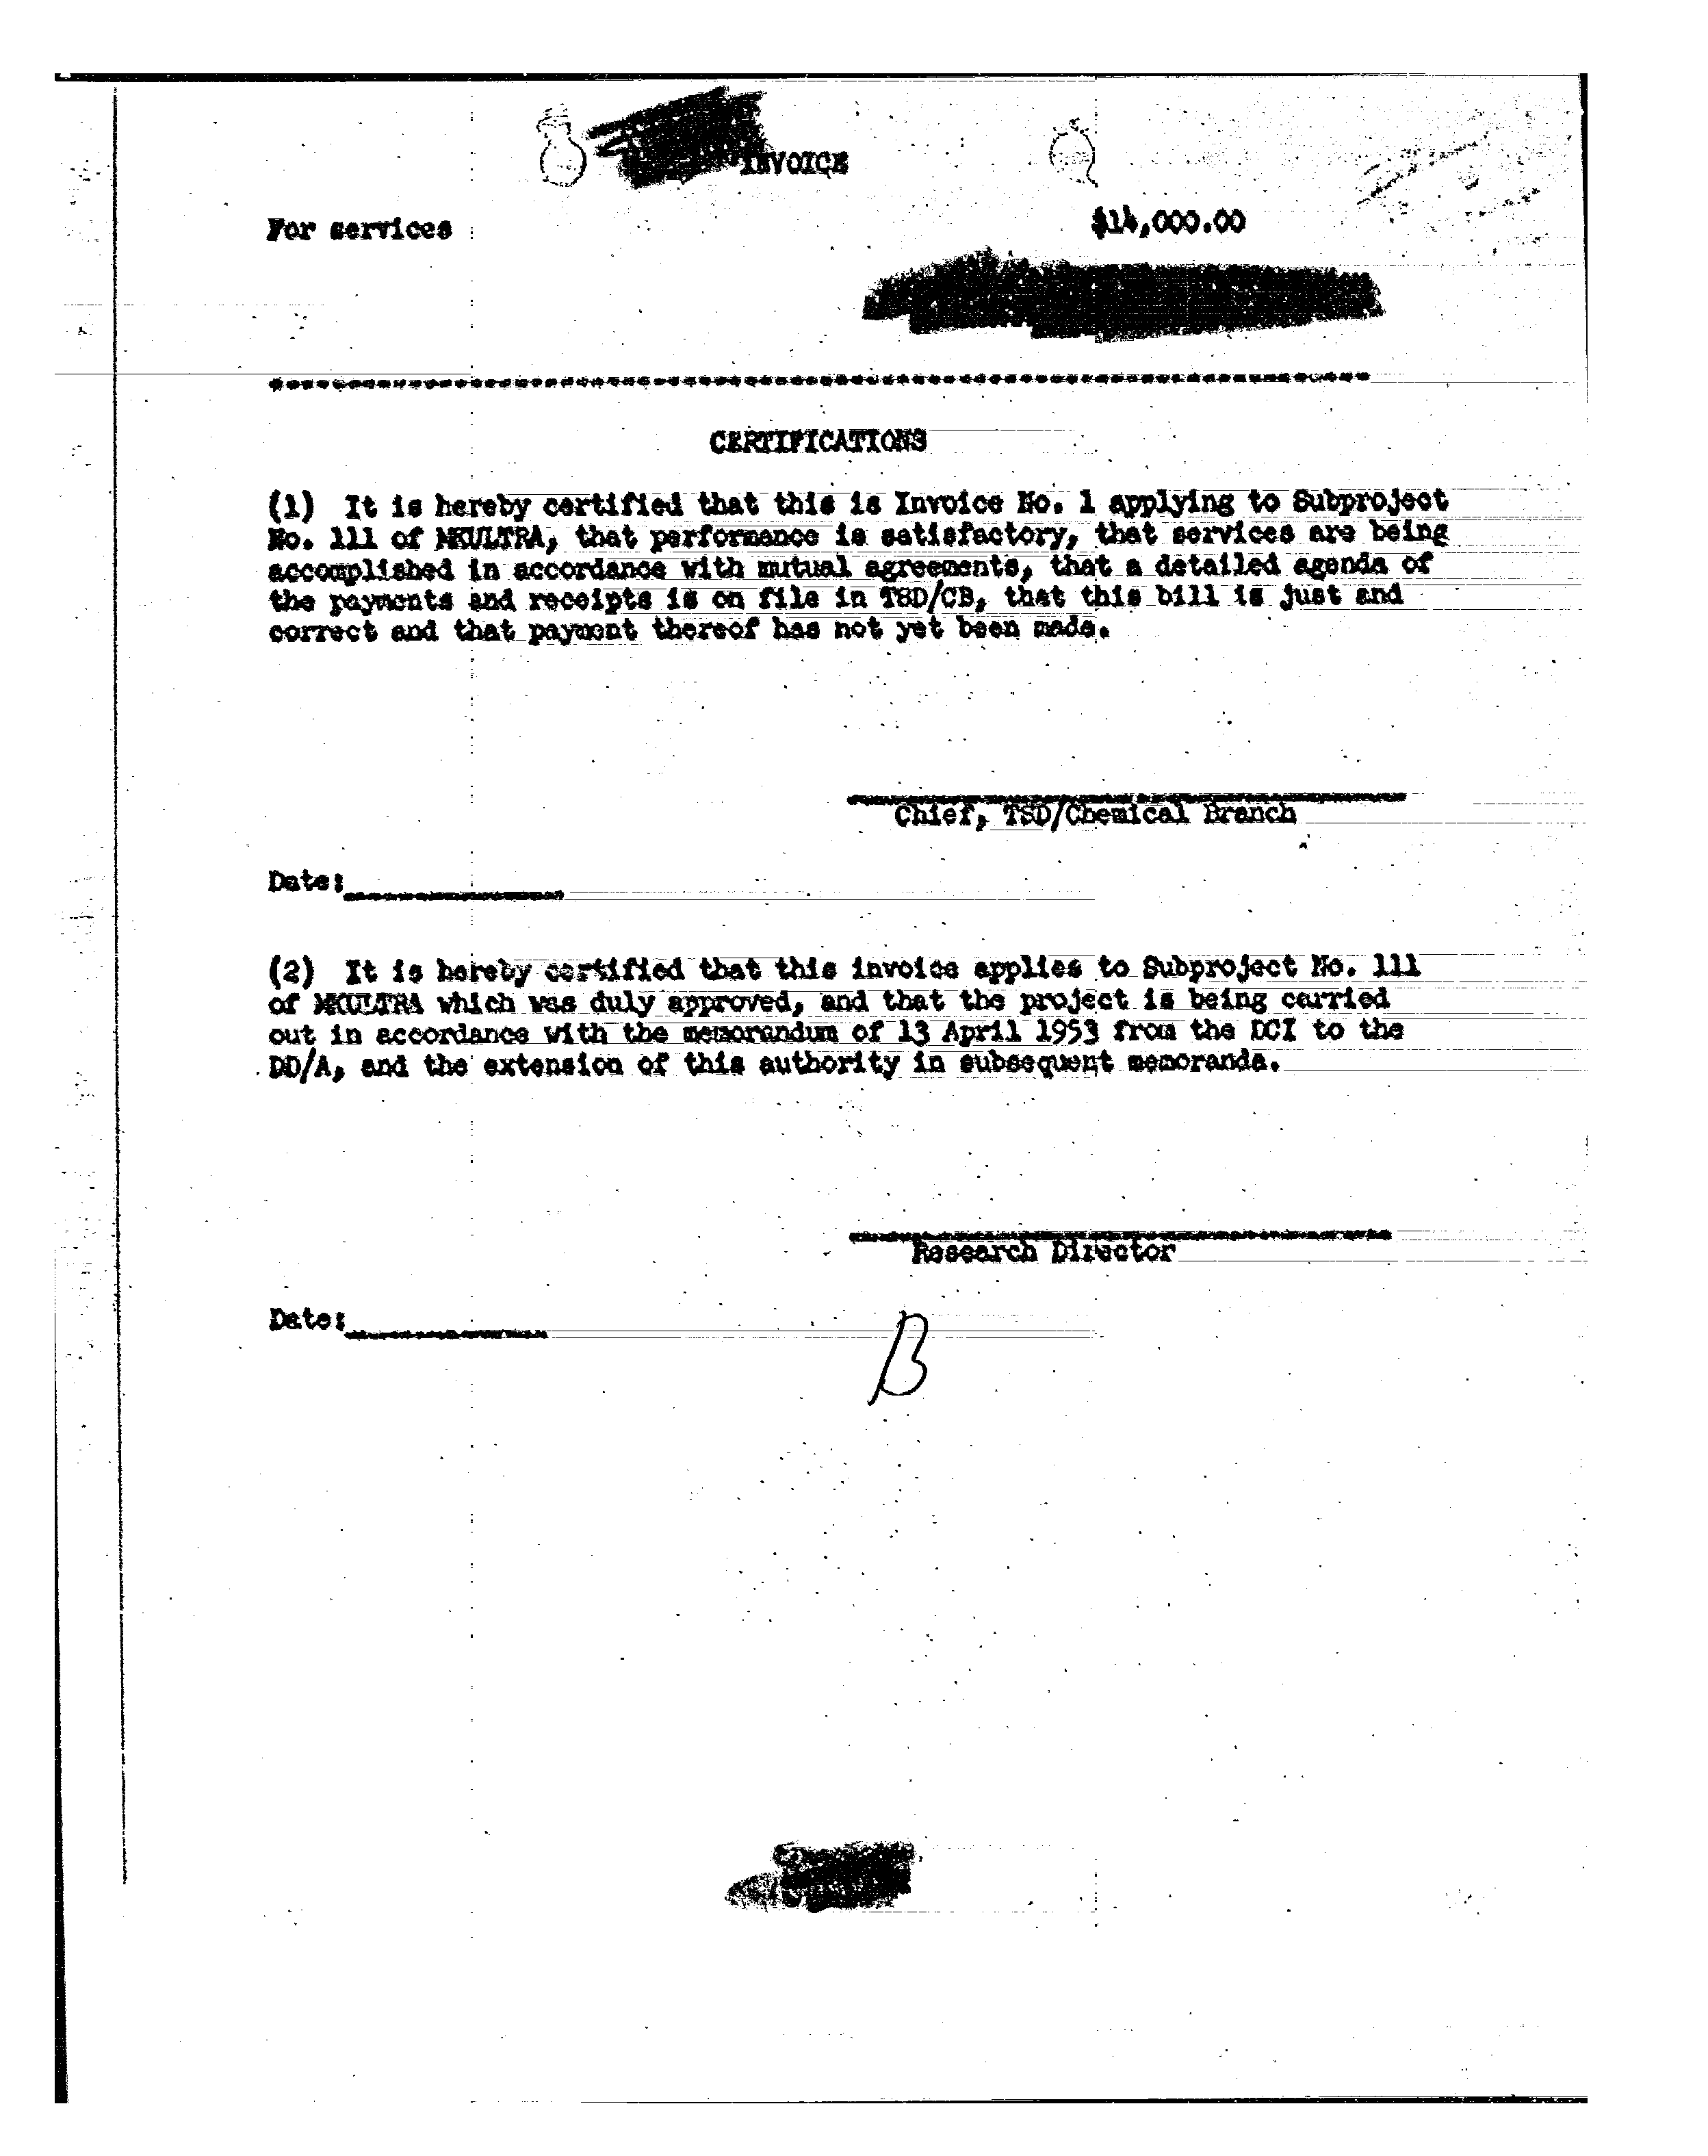 INVOICE
For services
$14,000.00
CERTIFICATIONS
(1) It is hereby certified that this is Invoice No. 1 applying to Subproject
No. 111 of MKULTRA, that performance is satisfactory, that services are being
accomplished in accordance with mutual agreements, that a detailed agenda of
the payments and receipts is on file in TSD/CB, that this bill is just and
correct and that payment thereof has not yet been made.
Chief, TSD/Chemical Branch
Date:
(2) It is hereby certified that this invoice applies to Subproject No. 111
of MKULTRA which was duly approved, and that the project is being carried
out in accordance with the memorandum of 13 April 1953 from the DCI to the
DD/A, and the extension of this authority in subsequent memoranda.
Research Director
Date:
B